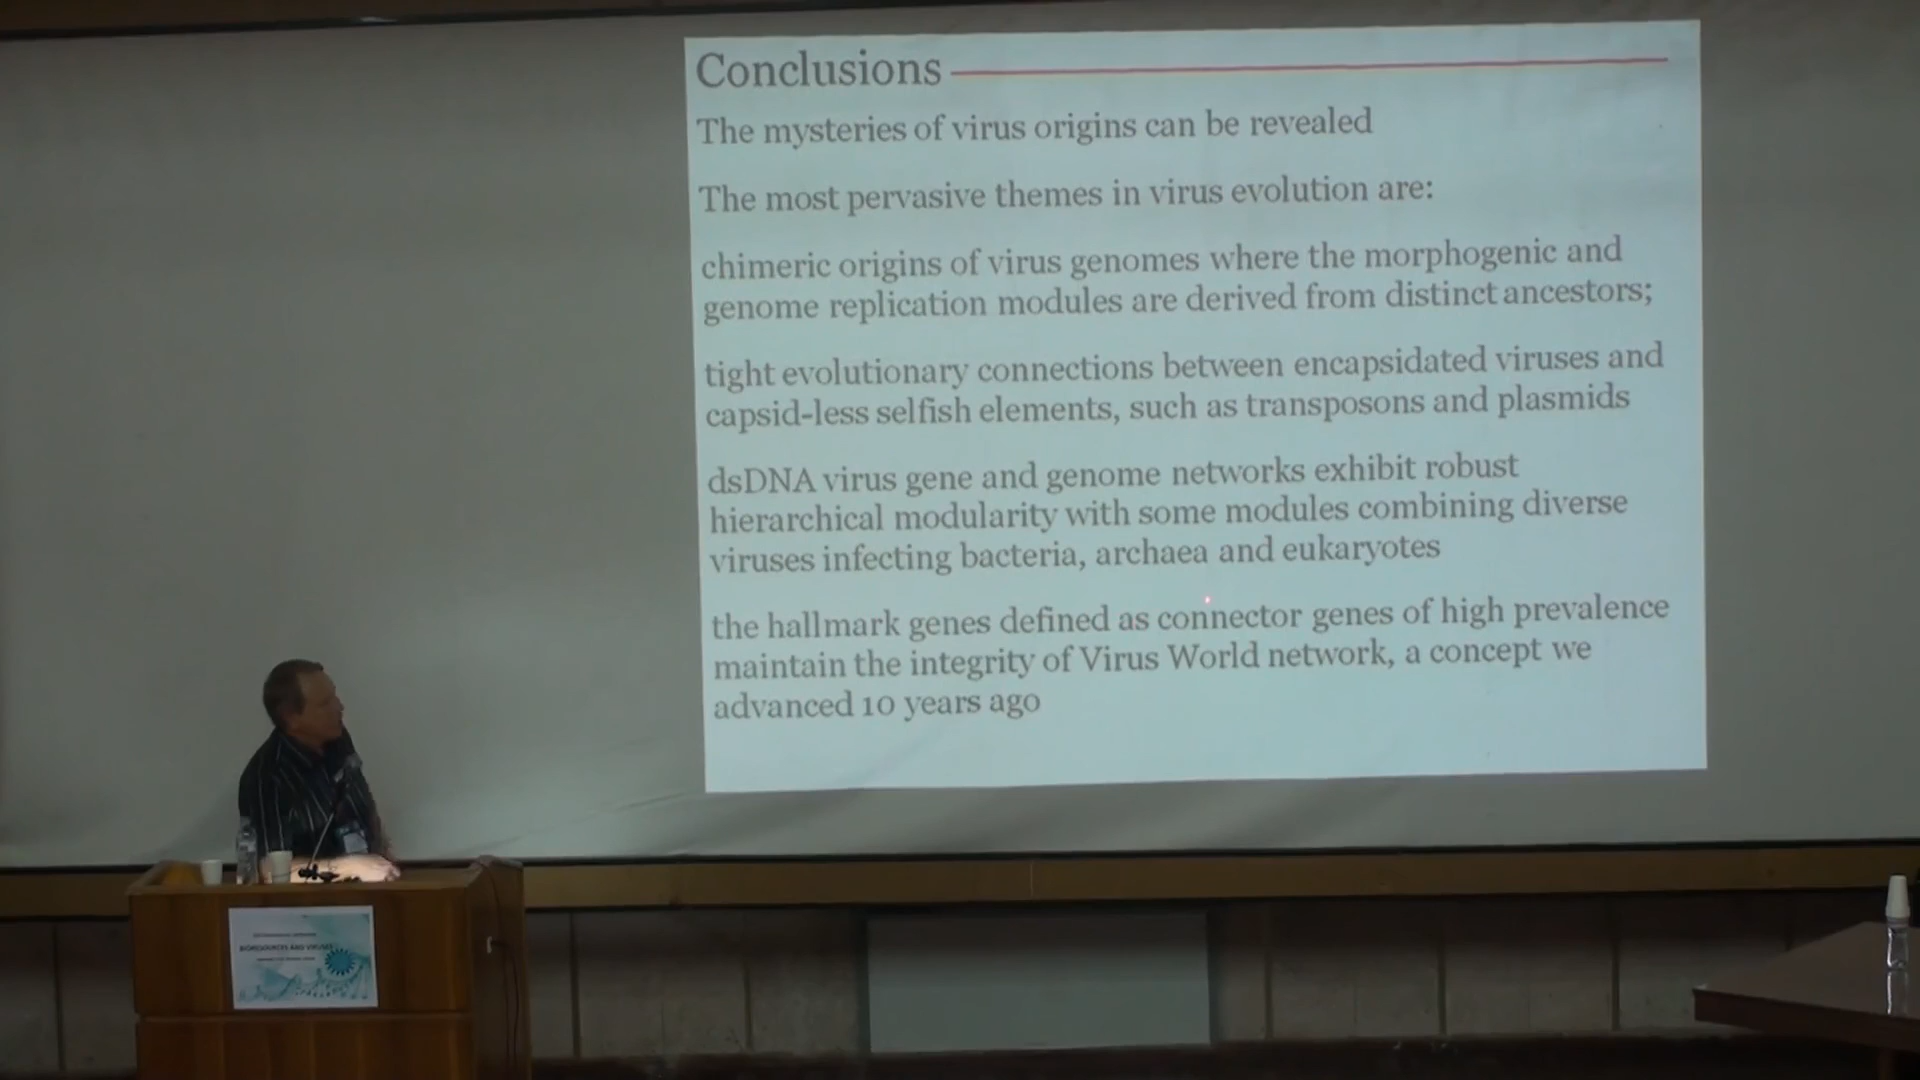 Conclusions
The mysteries of virus origins can be revealed
The most pervasive themes in virus evolution are:
chimeric origins of virus genomes where the morphogenic and
genome replication modules are derived from distinct ancestors;
tight evolutionary connections between encapsidated viruses and
capsid-less selfish elements, such as transposons and plasmids
dsDNA virus gene and genome networks exhibit robust
hierarchical modularity with some modules combining diverse
viruses infecting bacteria, archaea and eukaryotes
the hallmark genes defined as connector genes of high prevalence
maintain the integrity of Virus World network, a concept we
advanced 10 years ago
BIORESOURCES AND VIRUSES